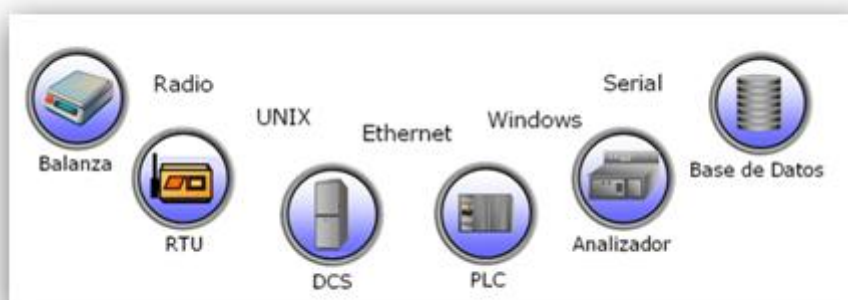 Radio
Serial
UNIX
Ethernet
Windows
Balanza
Base de Datos
RTU
Analizador
DCS
PLC